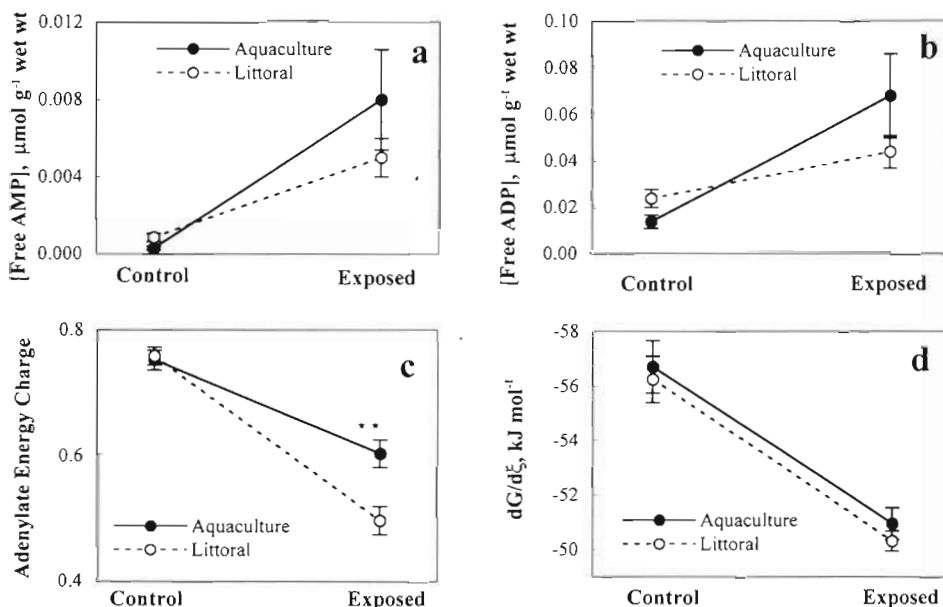 [Free AMP], μmol g⁻¹ wet wt
0.012
0.008
0.004
0.000
Aquaculture
Littoral
a
Control
Exposed
[Free ADP], μmol g⁻¹ wet wt
0.10
0.08
0.06
0.04
0.02
0.00
Aquaculture
Littoral
b
Control
Exposed
Adenylate Energy Charge
0.8
0.6
0.4
c
**
Aquaculture
Littoral
Control
Exposed
dG/dξ, kJ mol⁻¹
-58
-56
-54
-52
-50
d
Aquaculture
Littoral
Control
Exposed